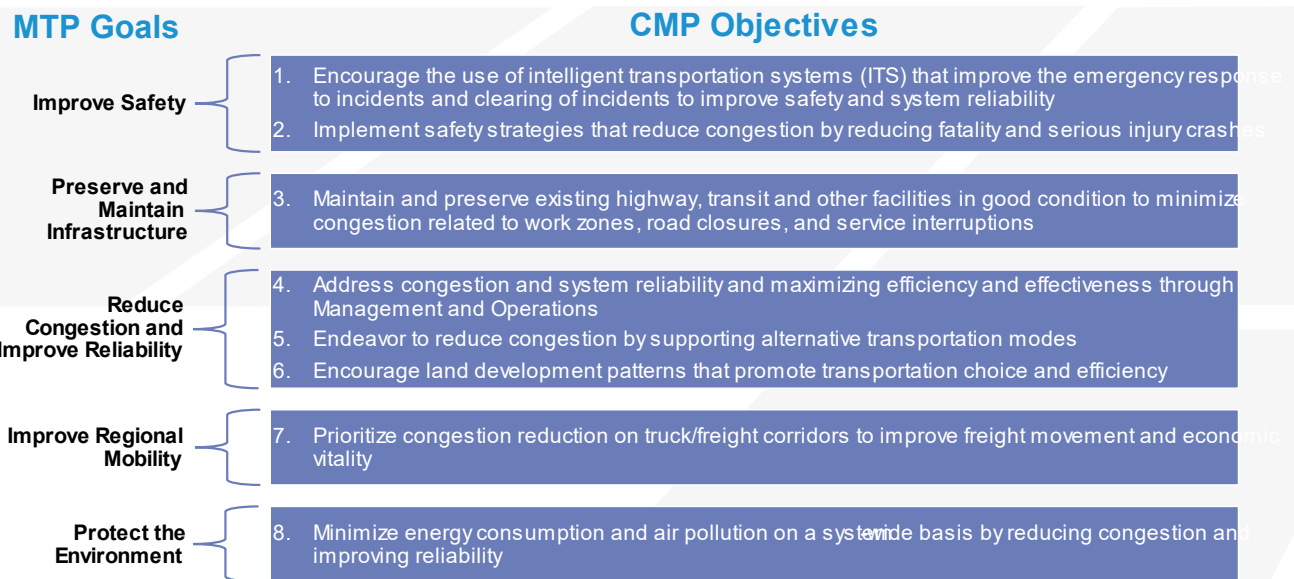 MTP Goals
CMP Objectives
Improve Safety
1. Encourage the use of intelligent transportation systems (ITS) that improve the emergency response
to incidents and clearing of incidents to improve safety and system reliability
2. Implement safety strategies that reduce congestion by reducing fatality and serious injury crashes
Preserve and
Maintain
Infrastructure
3. Maintain and preserve existing highway, transit and other facilities in good condition to minimize
congestion related to work zones, road closures, and service interruptions
Reduce
Congestion and
Improve Reliability
4. Address congestion and system reliability and maximizing efficiency and effectiveness through
Management and Operations
5. Endeavor to reduce congestion by supporting alternative transportation modes
6. Encourage land development patterns that promote transportation choice and efficiency
Improve Regional
Mobility
7. Prioritize congestion reduction on truck/freight corridors to improve freight movement and economic
vitality
Protect the
Environment
8. Minimize energy consumption and air pollution on a system-wide basis by reducing congestion and
improving reliability